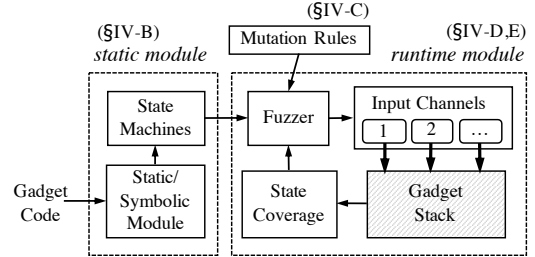 (§IV-B)
static module
(§IV-C)
Mutation Rules
(§IV-D,E)
runtime module
State
Machines
Fuzzer
Input Channels
1
2
...
Gadget
Code
Static/
Symbolic
Module
State
Coverage
Gadget
Stack